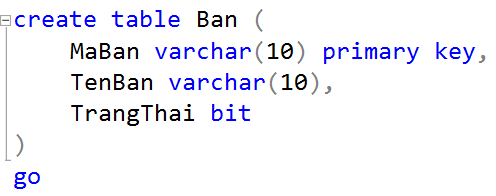 create table Ban (
MaBan varchar(10) primary key,
TenBan varchar(10),
TrangThai bit
)
go